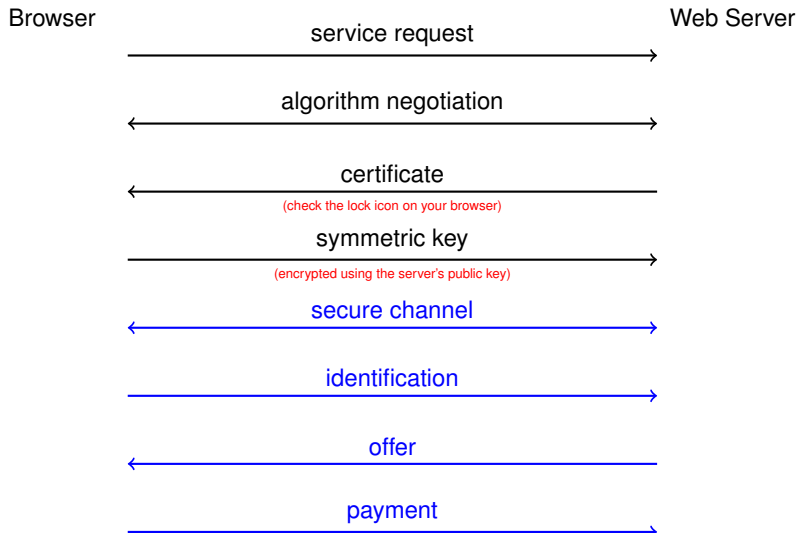 Browser
Web Server
service request
algorithm negotiation
certificate
(check the lock icon on your browser)
symmetric key
(encrypted using the server's public key)
secure channel
identification
offer
payment